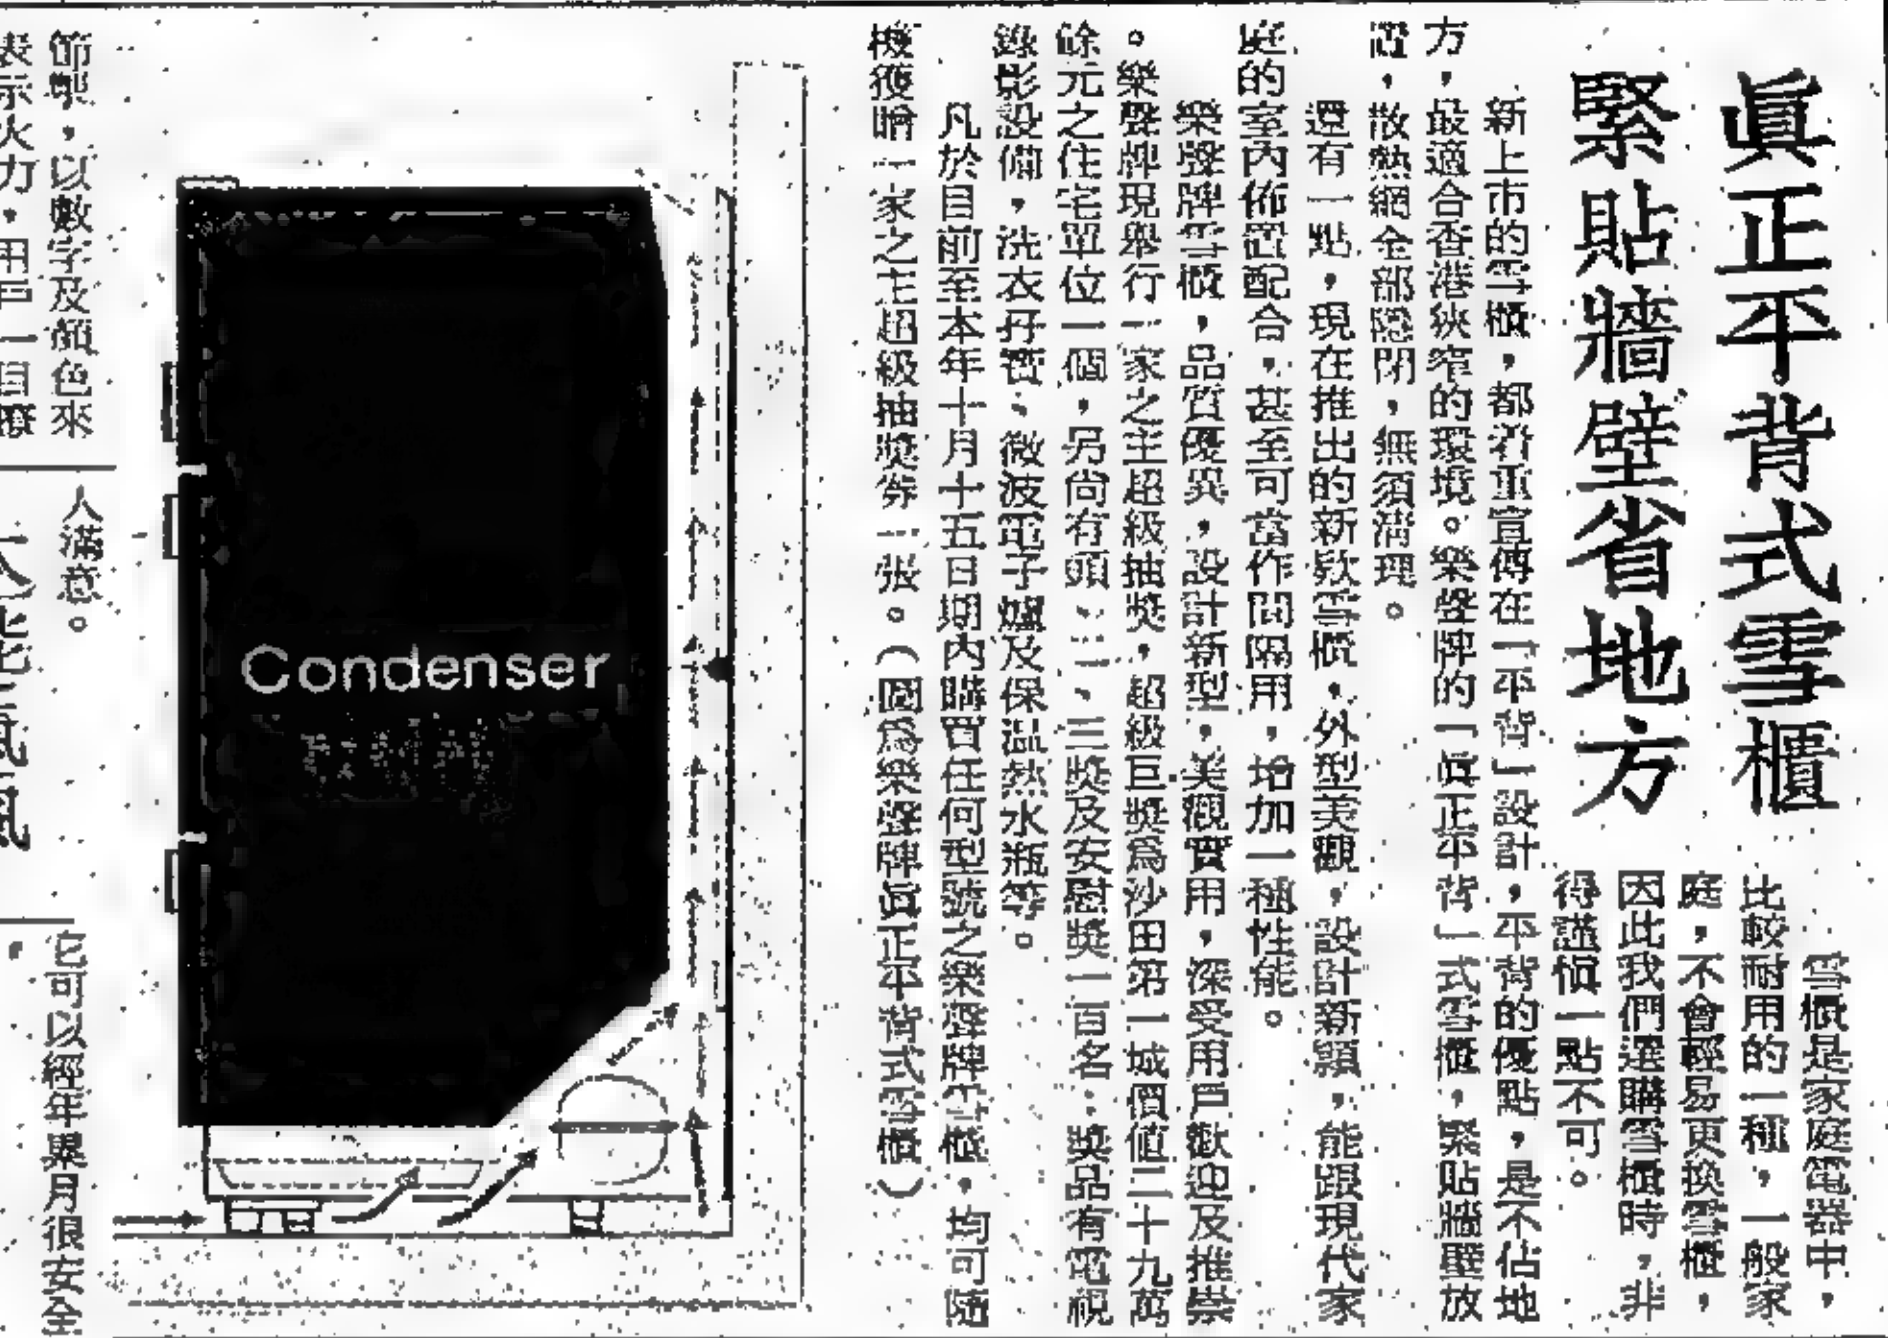 眞正平背式雪櫃
緊貼牆壁省地方
雪櫃是家庭電器中，
比較耐用的一種，一般家
庭，不會輕易更換雪櫃，
因此我們選購雪櫃時，非
得謹慎一點不可。
新上市的雪櫃，都着重宣傳在「平背」設計，平背的優點，是不佔地
方，最適合香港狹窄的環境。樂聲牌的「眞正平背」式雪櫃，緊貼牆壁放
置，散熱網全部隱閉，無須清理。
還有一點，現在推出的新欵雪櫃，外型美觀，設計新穎，能跟現代家
庭的室內佈置配合，甚至可當作間隔用，增加一種性能。
樂聲牌雪櫃，品質優異，設計新型，美觀實用，深受用戶歡迎及推崇
。樂聲牌現舉行一家之主超級抽獎，超級巨獎爲沙田第一城價值二十九萬
餘元之住宅單位一個，另尚有頭、二、三獎及安慰獎一百名，獎品有電視
錄影設備，洗衣孖寶，微波電子爐及保溫熱水瓶等。
凡於目前至本年十月十五日期內購買任何型號之樂聲牌雪櫃，均可隨
機獲贈一家之主超級抽獎券一張。（圖爲樂聲牌眞正平背式雪櫃）
Condenser
節掣，以數字及顏色來
表示火力，用戶一目瞭
人滿意。
它可以經年累月很安全